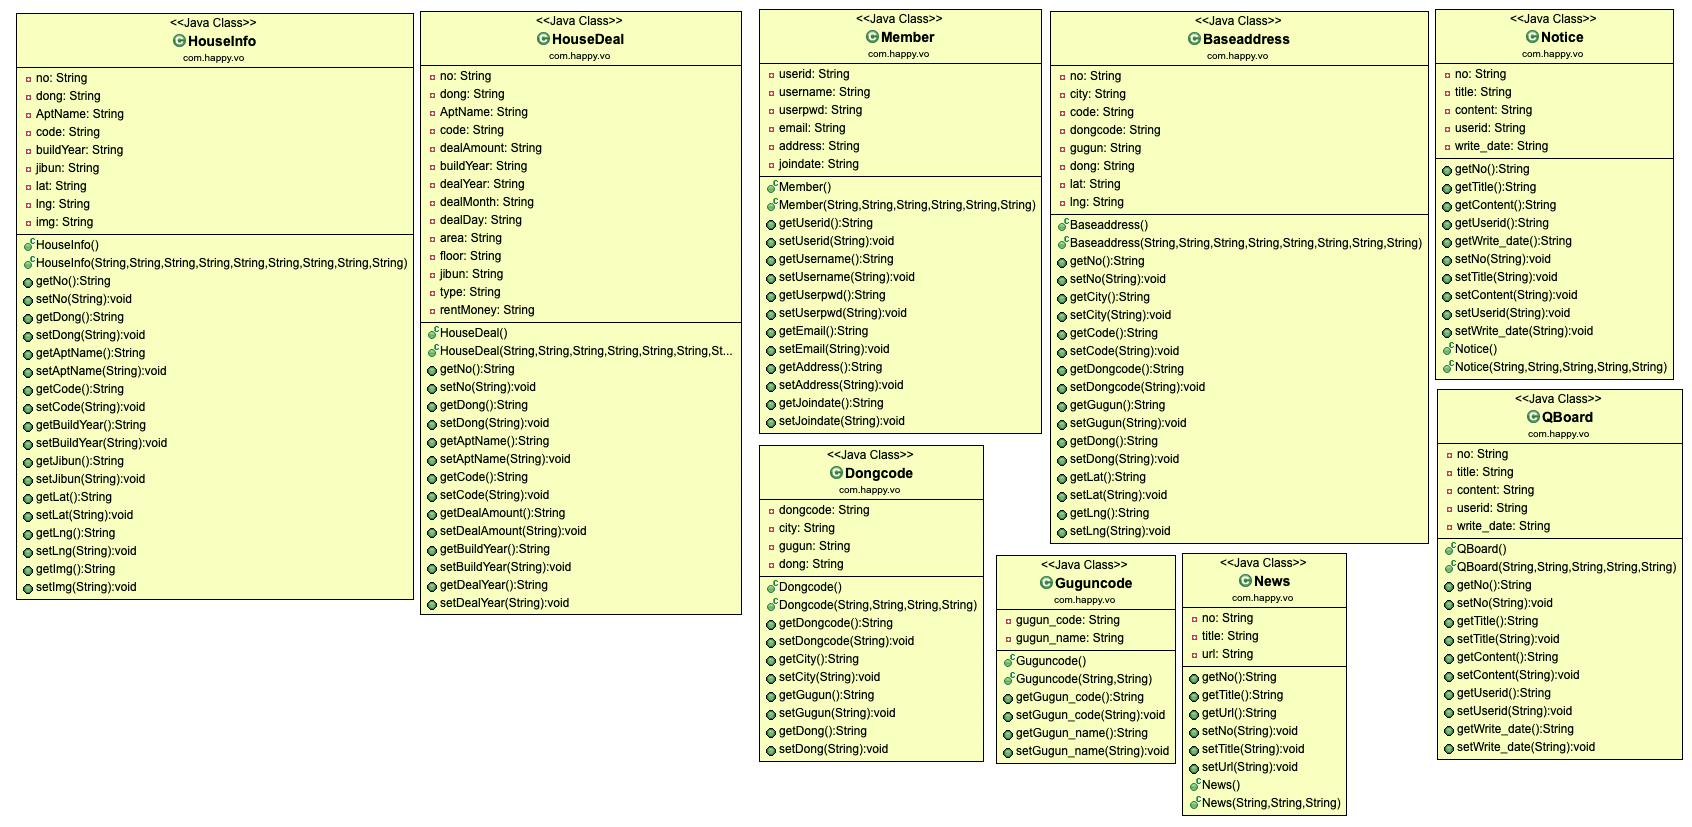 <<Java Class>>
HouseInfo
com.happy.vo
no: String
dong: String
AptName: String
code: String
buildYear: String
jibun: String
lat: String
lng: String
img: String
HouseInfo()
HouseInfo(String,String,String,String,String,String,String,String,String)
getNo():String
setNo(String):void
getDong():String
setDong(String):void
getAptName():String
setAptName(String):void
getCode():String
setCode(String):void
getBuildYear():String
setBuildYear(String):void
getJibun():String
setJibun(String):void
getLat():String
setLat(String):void
getLng():String
setLng(String):void
getImg():String
setImg(String):void
<<Java Class>>
HouseDeal
com.happy.vo
no: String
dong: String
AptName: String
code: String
dealAmount: String
buildYear: String
dealYear: String
dealMonth: String
dealDay: String
area: String
floor: String
jibun: String
type: String
rentMoney: String
HouseDeal()
HouseDeal(String,String,String,String,String,String,St...
getNo():String
setNo(String):void
getDong():String
setDong(String):void
getAptName():String
setAptName(String):void
getCode():String
setCode(String):void
getDealAmount():String
setDealAmount(String):void
getBuildYear():String
setBuildYear(String):void
getDealYear():String
setDealYear(String):void
<<Java Class>>
Member
com.happy.vo
userid: String
username: String
userpwd: String
email: String
address: String
joindate: String
Member()
Member(String,String,String,String,String,String)
getUserid():String
setUserid(String):void
getUsername():String
setUsername(String):void
getUserpwd():String
setUserpwd(String):void
getEmail():String
setEmail(String):void
getAddress():String
setAddress(String):void
getJoindate():String
setJoindate(String):void
<<Java Class>>
Dongcode
com.happy.vo
dongcode: String
city: String
gugun: String
dong: String
Dongcode()
Dongcode(String,String,String,String)
getDongcode():String
setDongcode(String):void
getCity():String
setCity(String):void
getGugun():String
setGugun(String):void
getDong():String
setDong(String):void
<<Java Class>>
Baseaddress
com.happy.vo
no: String
city: String
code: String
dongcode: String
gugun: String
dong: String
lat: String
lng: String
Baseaddress()
Baseaddress(String,String,String,String,String,String,String,String)
getNo():String
setNo(String):void
getCity():String
setCity(String):void
getCode():String
setCode(String):void
getDongcode():String
setDongcode(String):void
getGugun():String
setGugun(String):void
getDong():String
setDong(String):void
getLat():String
setLat(String):void
getLng():String
setLng(String):void
<<Java Class>>
Guguncode
com.happy.vo
gugun_code: String
gugun_name: String
Guguncode()
Guguncode(String,String)
getGugun_code():String
setGugun_code(String):void
getGugun_name():String
setGugun_name(String):void
<<Java Class>>
News
com.happy.vo
no: String
title: String
url: String
getNo():String
getTitle():String
getUrl():String
setNo(String):void
setTitle(String):void
setUrl(String):void
News()
News(String,String,String)
<<Java Class>>
Notice
com.happy.vo
no: String
title: String
content: String
userid: String
write_date: String
getNo():String
getTitle():String
getContent():String
getUserid():String
getWrite_date():String
setNo(String):void
setTitle(String):void
setContent(String):void
setUserid(String):void
setWrite_date(String):void
Notice()
Notice(String,String,String,String,String)
<<Java Class>>
QBoard
com.happy.vo
no: String
title: String
content: String
userid: String
write_date: String
QBoard()
QBoard(String,String,String,String,String)
getNo():String
setNo(String):void
getTitle():String
setTitle(String):void
getContent():String
setContent(String):void
getUserid():String
setUserid(String):void
getWrite_date():String
setWrite_date(String):void